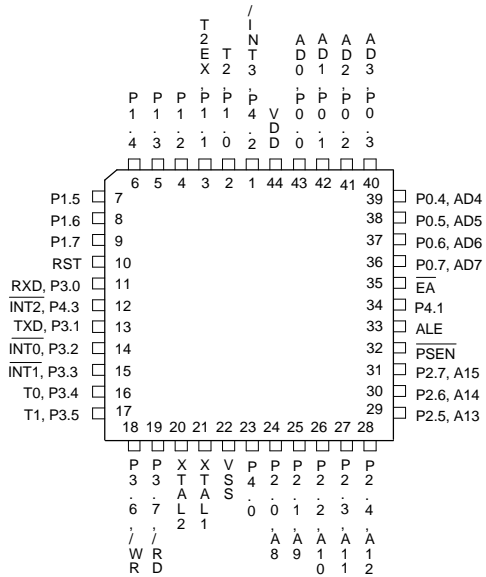 P1.4
P1.3
P1.2
T2EX,P1.1
T2,P1.0
/INT3,P4.2
VDD
AD0,P0.0
AD1,P0.1
AD2,P0.2
AD3,P0.3
6 5 4 3 2 1 44 43 42 41 40
P1.5 7
P1.6 8
P1.7 9
RST 10
RXD, P3.0 11
INT2, P4.3 12
TXD, P3.1 13
INT0, P3.2 14
INT1, P3.3 15
T0, P3.4 16
T1, P3.5 17
39 P0.4, AD4
38 P0.5, AD5
37 P0.6, AD6
36 P0.7, AD7
35 EA
34 P4.1
33 ALE
32 PSEN
31 P2.7, A15
30 P2.6, A14
29 P2.5, A13
18 19 20 21 22 23 24 25 26 27 28
P3.6,/WR
P3.7,/RD
XTAL2
XTAL1
VSS
P4.0
P2.0,A8
P2.1,A9
P2.2,A10
P2.3,A11
P2.4,A12